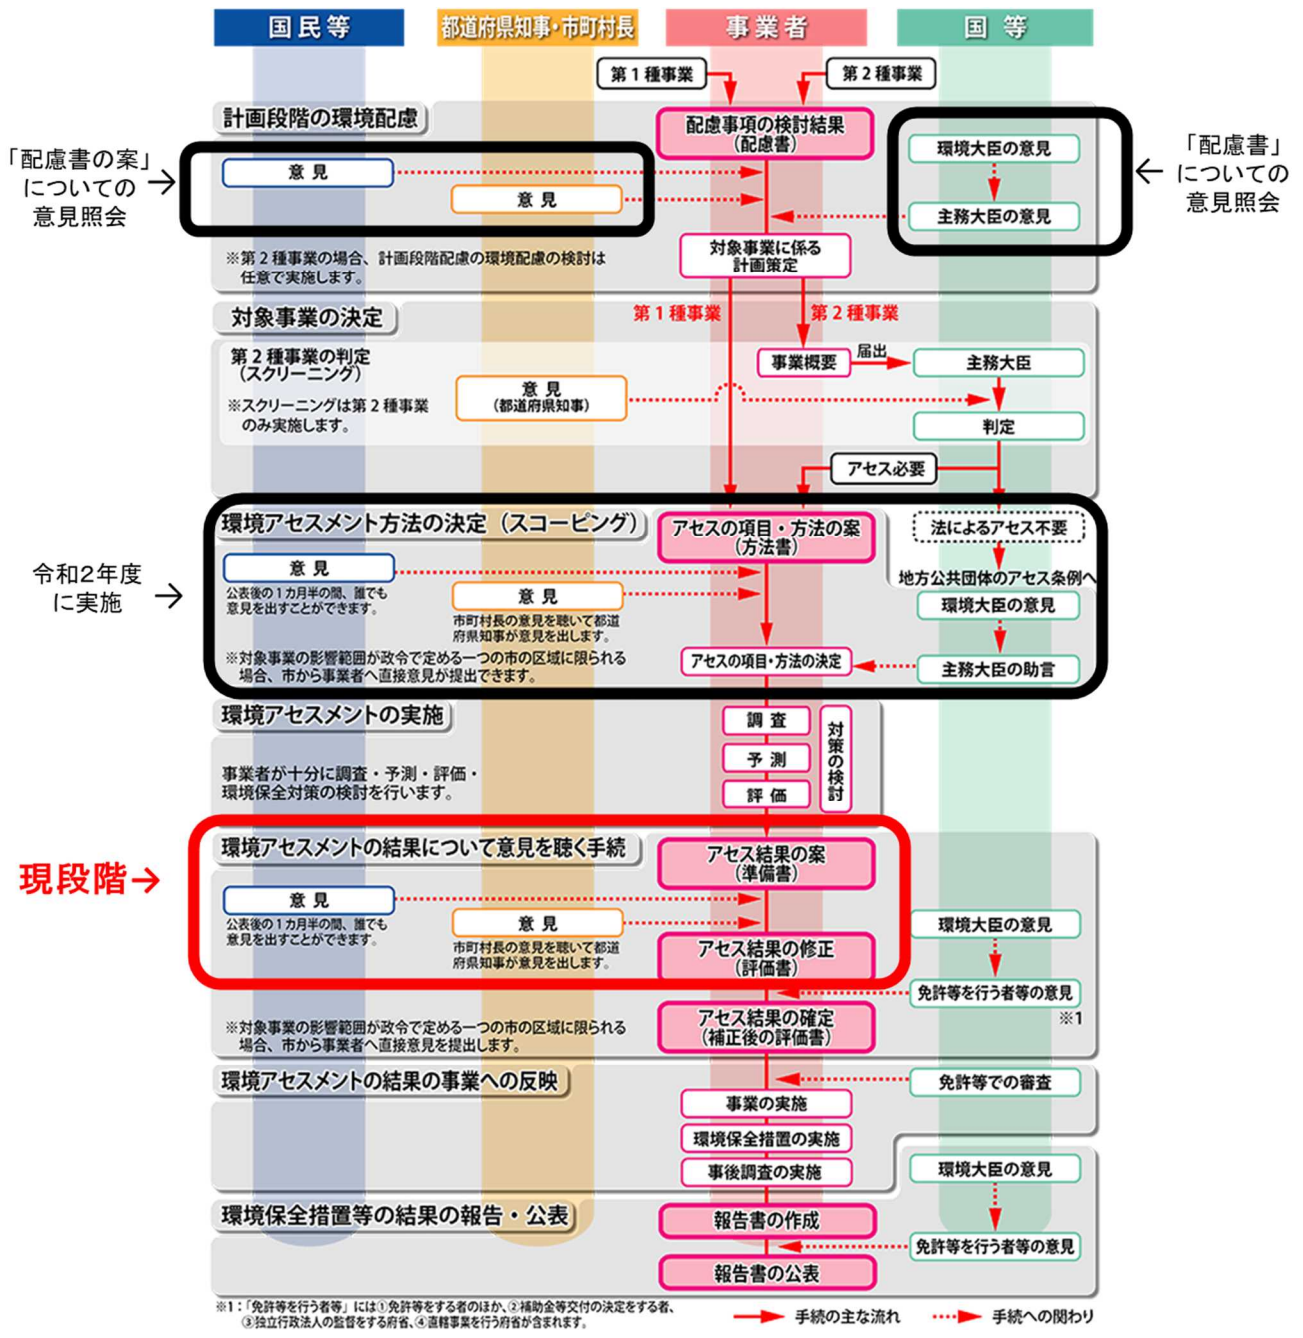 国民等
都道府県知事・市町村長
事業者
国 等
第1種事業
第2種事業
計画段階の環境配慮
配慮事項の検討結果
(配慮書)
「配慮書の案」
についての
意見照会
→
意 見
意 見
環境大臣の意見
主務大臣の意見
←
「配慮書」
についての
意見照会
対象事業に係る
計画策定
※第2種事業の場合、計画段階配慮の環境配慮の検討は
任意で実施します。
対象事業の決定
第1種事業
第2種事業
第2種事業の判定
(スクリーニング)
※スクリーニングは第2種事業
のみ実施します。
意 見
(都道府県知事)
事業概要
届出
主務大臣
判定
アセス必要
環境アセスメント方法の決定(スコーピング)
アセスの項目・方法の案
(方法書)
法によるアセス不要
地方公共団体のアセス条例へ
令和2年度
に実施
→
意 見
公表後の1カ月半の間、誰でも
意見を出すことができます。
意 見
市町村長の意見を聴いて都道
府県知事が意見を出します。
環境大臣の意見
※対象事業の影響範囲が政令で定める一つの市の区域に限られる
場合、市から事業者へ直接意見が提出できます。
アセスの項目・方法の決定
主務大臣の助言
環境アセスメントの実施
事業者が十分に調査・予測・評価・
環境保全対策の検討を行います。
調 査
予 測
評 価
対策の検討
現段階→
環境アセスメントの結果について意見を聴く手続
アセス結果の案
(準備書)
意 見
公表後の1カ月半の間、誰でも
意見を出すことができます。
意 見
市町村長の意見を聴いて都道
府県知事が意見を出します。
アセス結果の修正
(評価書)
環境大臣の意見
免許等を行う者等の意見
※1
※対象事業の影響範囲が政令で定める一つの市の区域に限られる
場合、市から事業者へ直接意見を提出します。
アセス結果の確定
(補正後の評価書)
環境アセスメントの結果の事業への反映
免許等での審査
事業の実施
環境保全措置の実施
事後調査の実施
環境保全措置等の結果の報告・公表
報告書の作成
報告書の公表
環境大臣の意見
免許等を行う者等の意見
※1:「免許等を行う者等」には①免許等をする者のほか、②補助金等交付の決定をする者、
③独立行政法人の監督をする府省、④直轄事業を行う府省が含まれます。
手続の主な流れ
手続への関わり